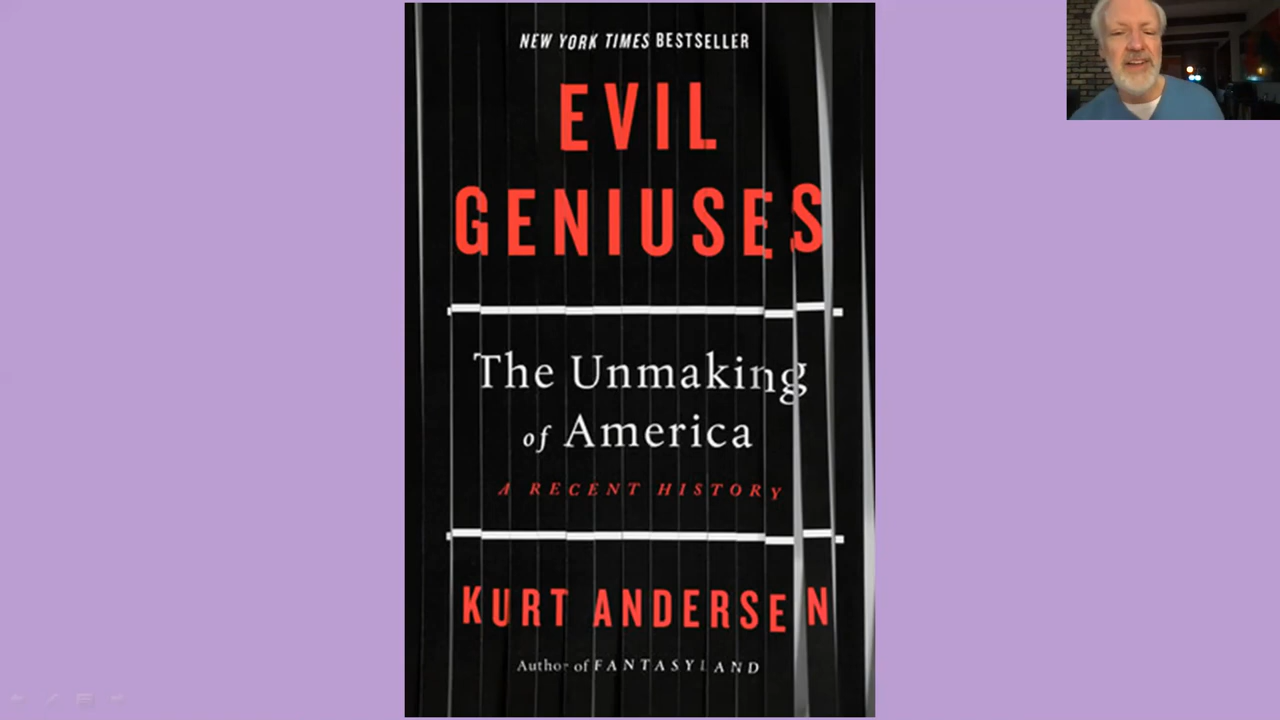 NEW YORK TIMES BESTSELLER
EVIL
GENIUSES
The Unmaking
of America
A RECENT HISTORY
KURT ANDERSEN
Author of FANTASYLAND